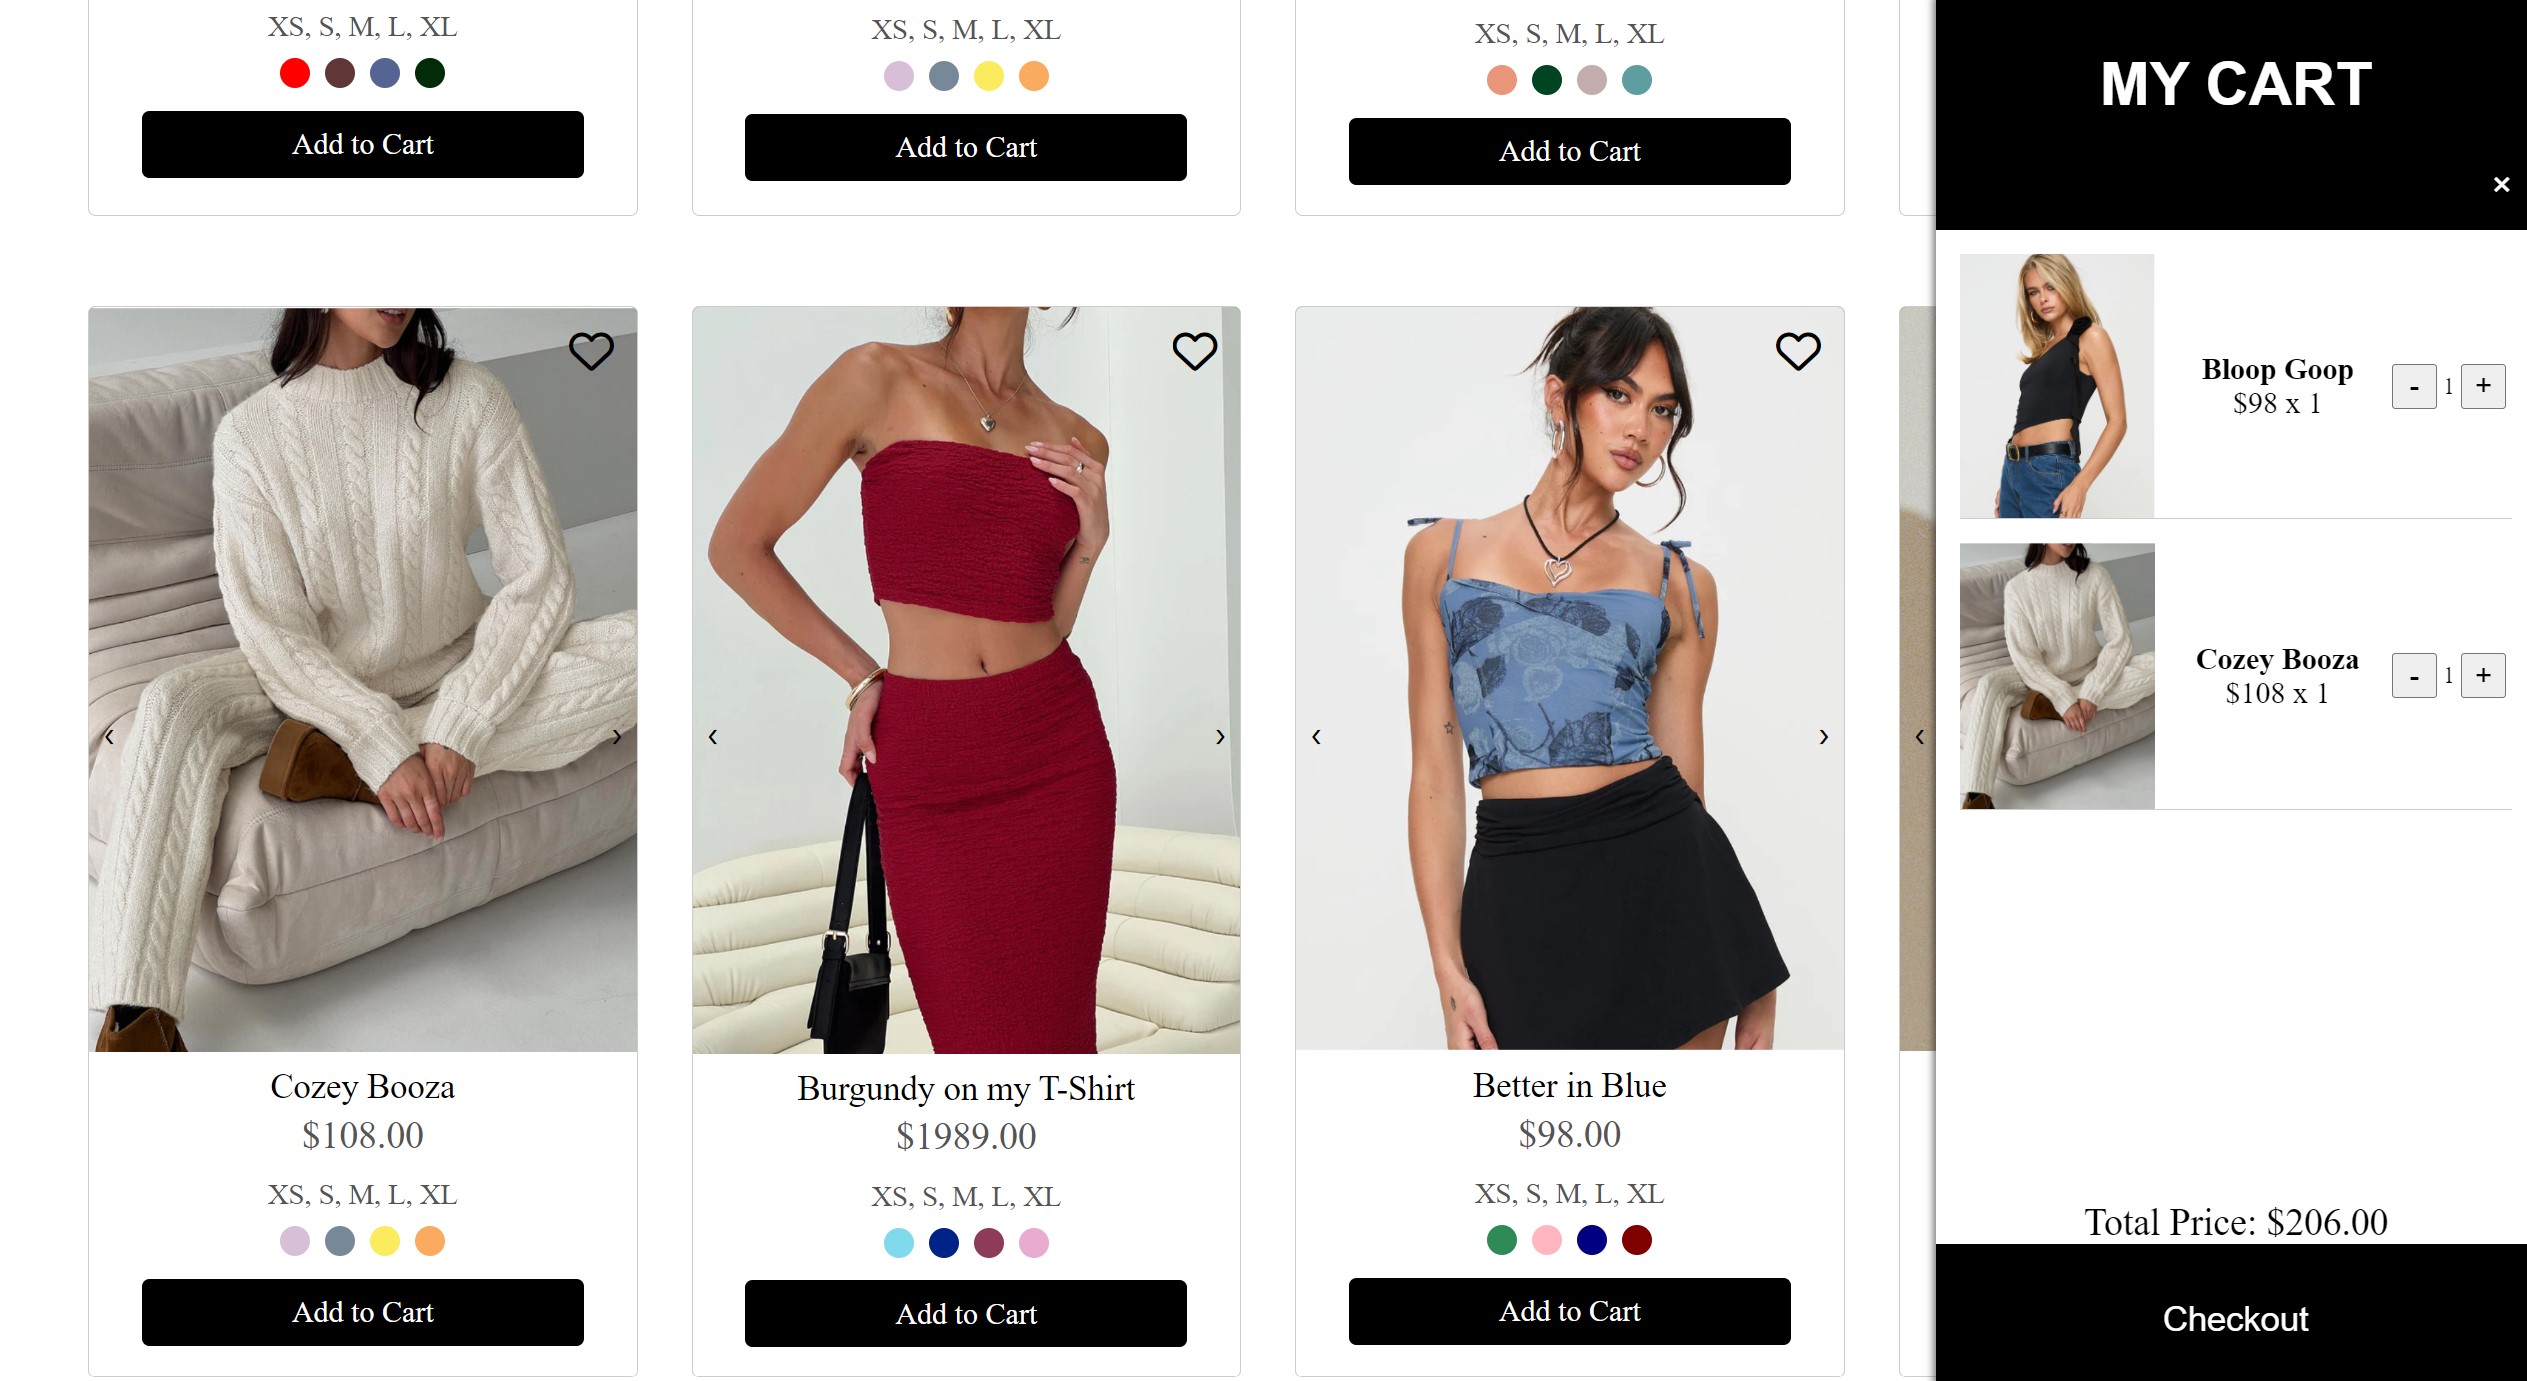 XS, S, M, L, XL
Add to Cart
XS, S, M, L, XL
Add to Cart
XS, S, M, L, XL
Add to Cart
Cozey Booza
$108.00
XS, S, M, L, XL
Add to Cart
Burgundy on my T-Shirt
$1989.00
XS, S, M, L, XL
Add to Cart
Better in Blue
$98.00
XS, S, M, L, XL
Add to Cart
MY CART
×
Bloop Goop
$98 x 1
- 1 +
Cozey Booza
$108 x 1
- 1 +
Total Price: $206.00
Checkout